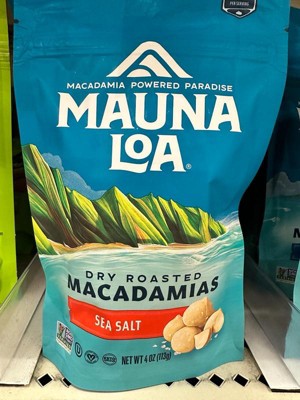 MACADAMIA POWERED PARADISE
MAUNA
LOA®
DRY ROASTED
MACADAMIAS
SEA SALT
NET WT 4 OZ (113g)